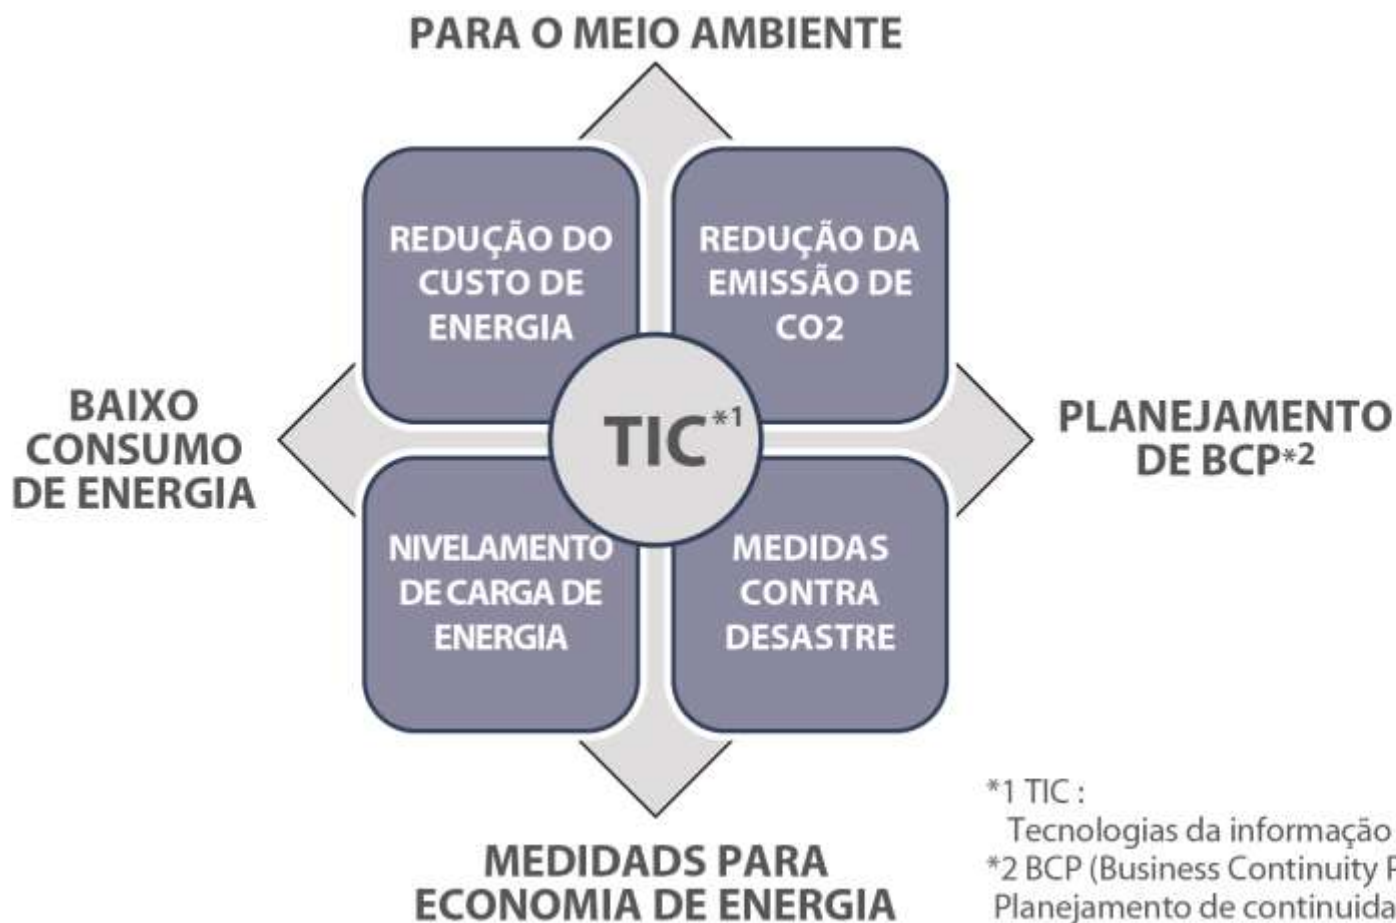 PARA O MEIO AMBIENTE
REDUÇÃO DO
CUSTO DE
ENERGIA
REDUÇÃO DA
EMISSÃO DE
CO2
BAIXO
CONSUMO
DE ENERGIA
TIC*1
PLANEJAMENTO
DE BCP*2
NIVELAMENTO
DE CARGA DE
ENERGIA
MEDIDAS
CONTRA
DESASTRE
MEDIDADS PARA
ECONOMIA DE ENERGIA
*1 TIC :
Tecnologias da informação
*2 BCP (Business Continuity
Planejamento de